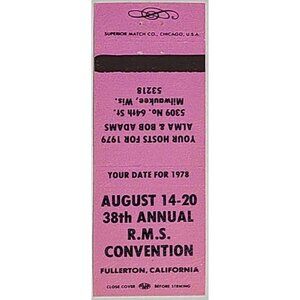 SUPERIOR MATCH CO., CHICAGO, U.S.A.
YOUR HOSTS FOR 1979
ALMA & BOB ADAMS
5309 No. 64th St.
Milwaukee, Wis.
53218
YOUR DATE FOR 1978
AUGUST 14-20
38th ANNUAL
R.M.S.
CONVENTION
FULLERTON, CALIFORNIA
CLOSE COVER BEFORE STRIKING